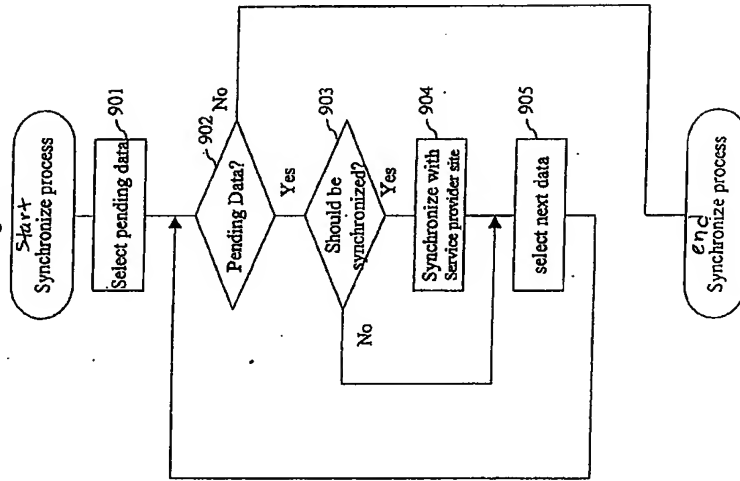 Start
Synchronize process
901
Select pending data
902
Pending Data?
No
Yes
903
Should be
synchronized?
No
Yes
904
Synchronize with
Service provider site
905
select next data
end
Synchronize process